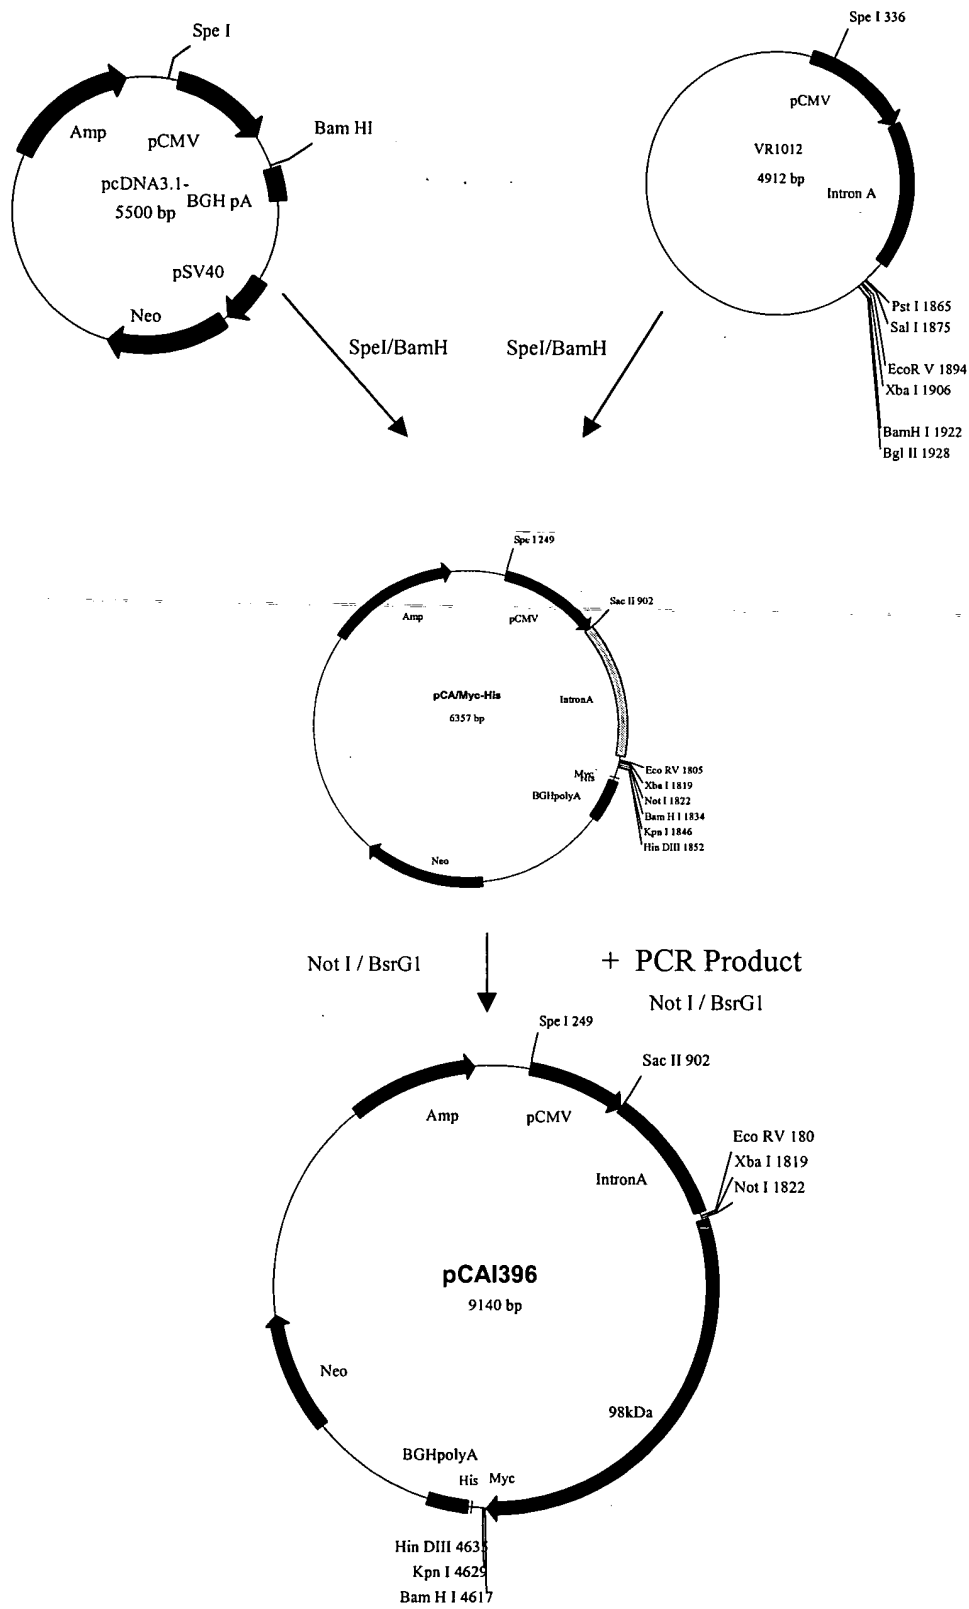 Spe I
Amp
pCMV
Bam HI
pcDNA3.1-
5500 bp
BGH pA
pSV40
Neo
Spe I 336
pCMV
VR1012
4912 bp
Intron A
Pst I 1865
Sal I 1875
EcoR V 1894
Xba I 1906
BamH I 1922
Bgl II 1928
SpeI/BamH
SpeI/BamH
Spe I 249
Sac II 902
Amp
pCMV
pCA/Myc-His
6357 bp
IntronA
Myc
His
BGHpolyA
Eco RV 1805
Xba I 1819
Not I 1822
Bam H I 1834
Kpn I 1846
Hin DIII 1852
Neo
Not I / BsrG1
+ PCR Product
Not I / BsrG1
Spe I 249
Sac II 902
Amp
pCMV
Eco RV 180
Xba I 1819
Not I 1822
IntronA
pCAI396
9140 bp
Neo
98kDa
BGHpolyA
His Myc
Hin DIII 4635
Kpn I 4629
Bam H I 4617